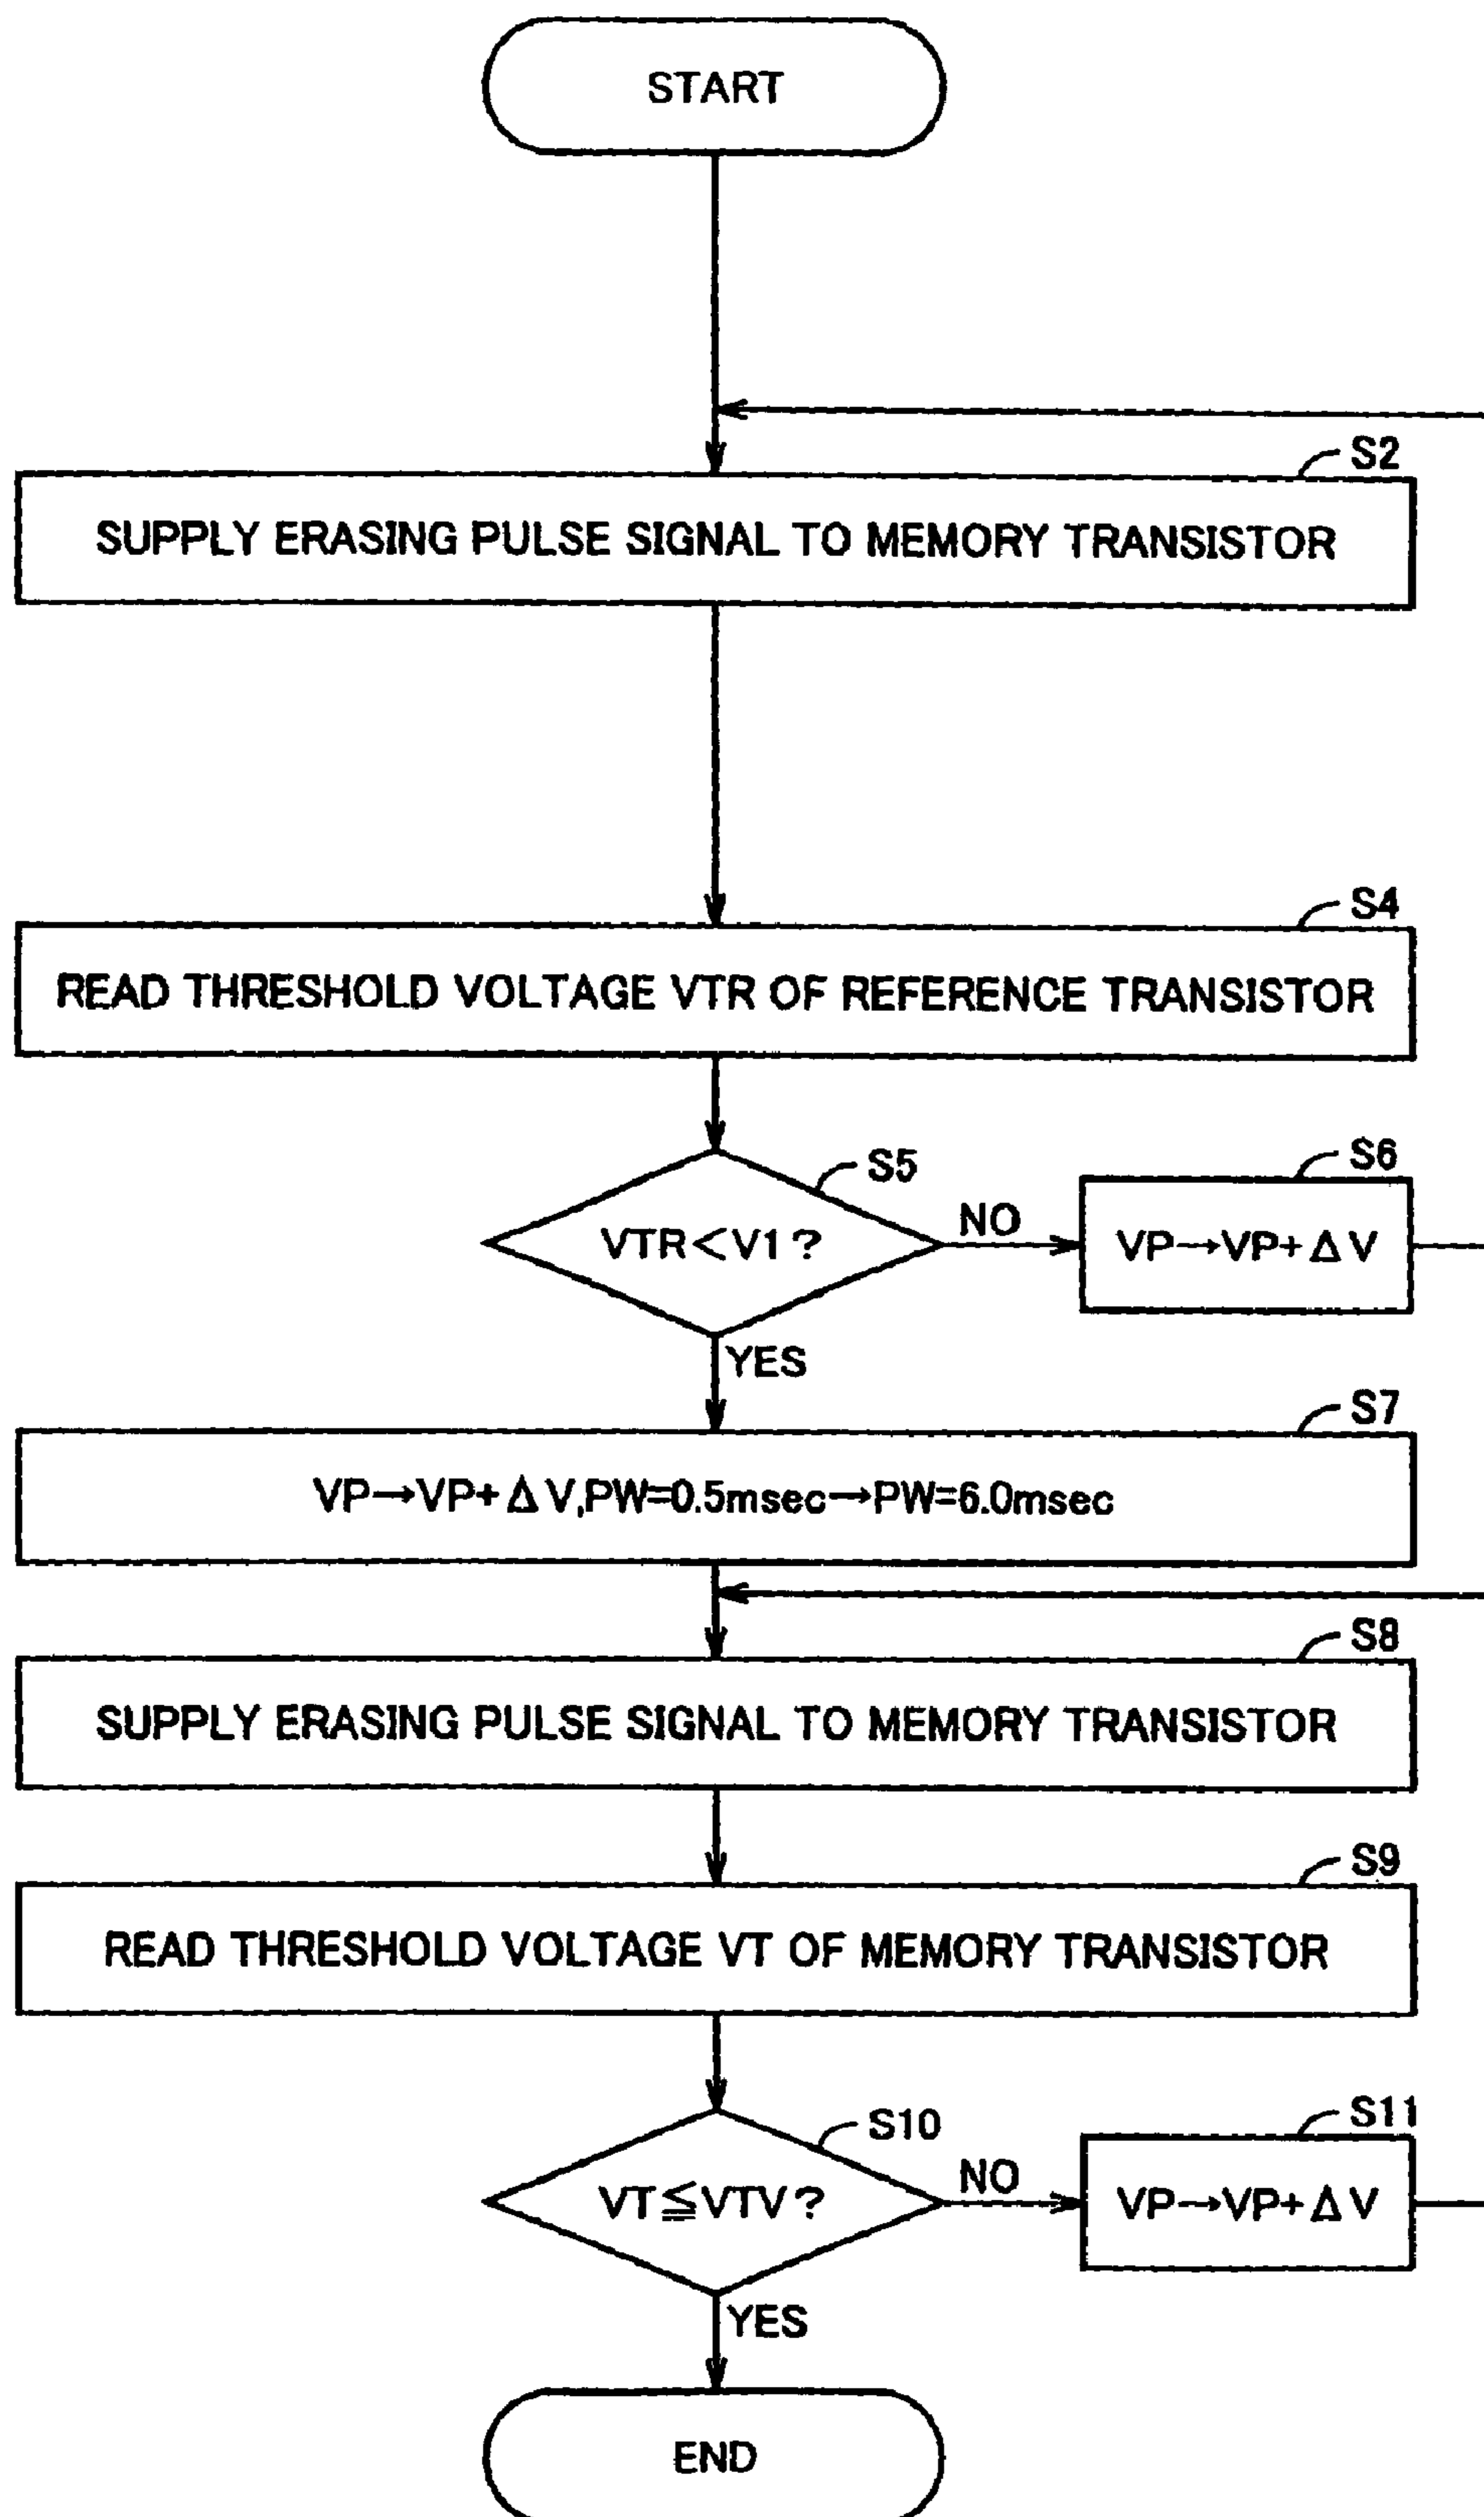 START
S2
SUPPLY ERASING PULSE SIGNAL TO MEMORY TRANSISTOR
S4
READ THRESHOLD VOLTAGE VTR OF REFERENCE TRANSISTOR
S5
VTR<V1?
NO
S6
VP→VP+ΔV
YES
S7
VP→VP+ΔV,PW=0.5msec→PW=6.0msec
S8
SUPPLY ERASING PULSE SIGNAL TO MEMORY TRANSISTOR
S9
READ THRESHOLD VOLTAGE VT OF MEMORY TRANSISTOR
S10
VT≦VTV?
NO
S11
VP→VP+ΔV
YES
END